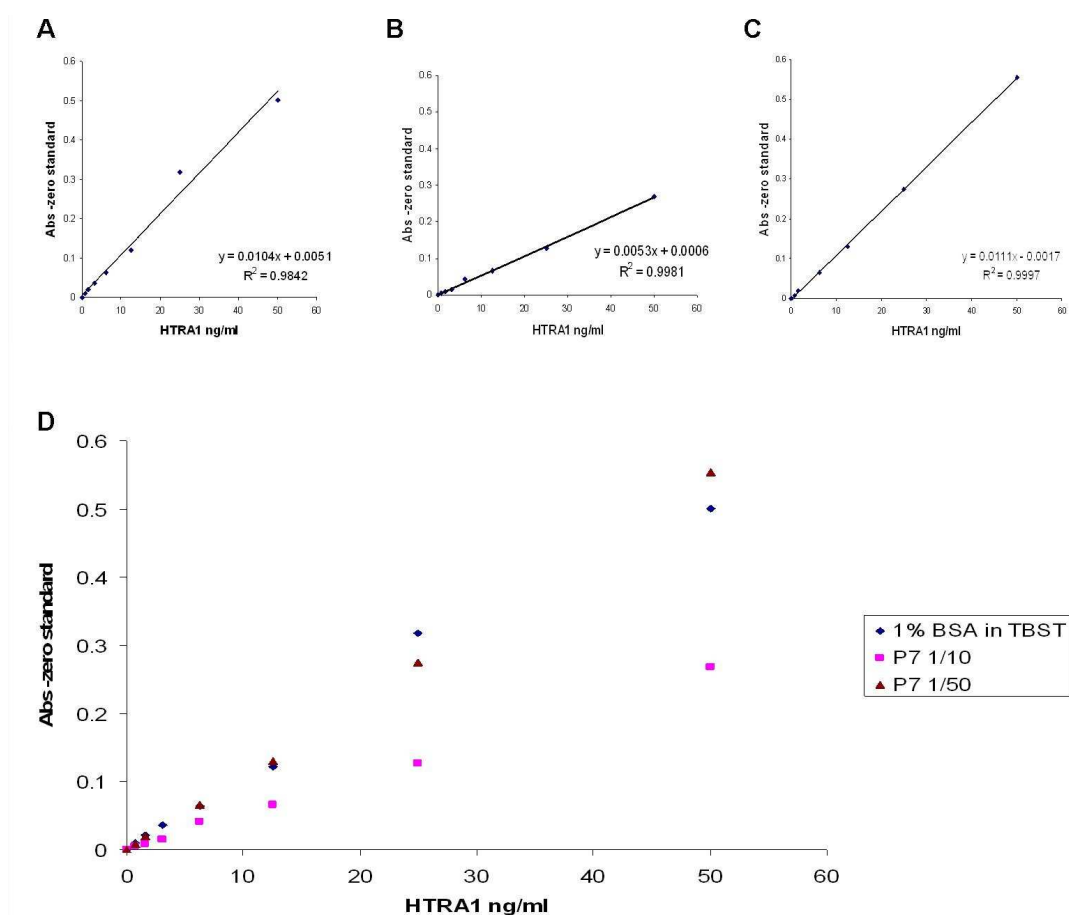 A
B
C
Abs -zero standard
0.6
0.5
0.4
0.3
0.2
0.1
0
y = 0.0104x + 0.0051
R² = 0.9842
0 10 20 30 40 50 60
HTRA1 ng/ml
Abs -zero standard
0.6
0.5
0.4
0.3
0.2
0.1
0
y = 0.0053x + 0.0006
R² = 0.9981
0 10 20 30 40 50 60
HTRA1 ng/ml
Abs -zero standard
0.6
0.5
0.4
0.3
0.2
0.1
0
y = 0.0111x - 0.0017
R² = 0.9997
0 10 20 30 40 50 60
HTRA1 ng/ml
D
Abs -zero standard
0.6
0.5
0.4
0.3
0.2
0.1
0
0 10 20 30 40 50 60
HTRA1 ng/ml
1% BSA in TBST
P7 1/10
P7 1/50